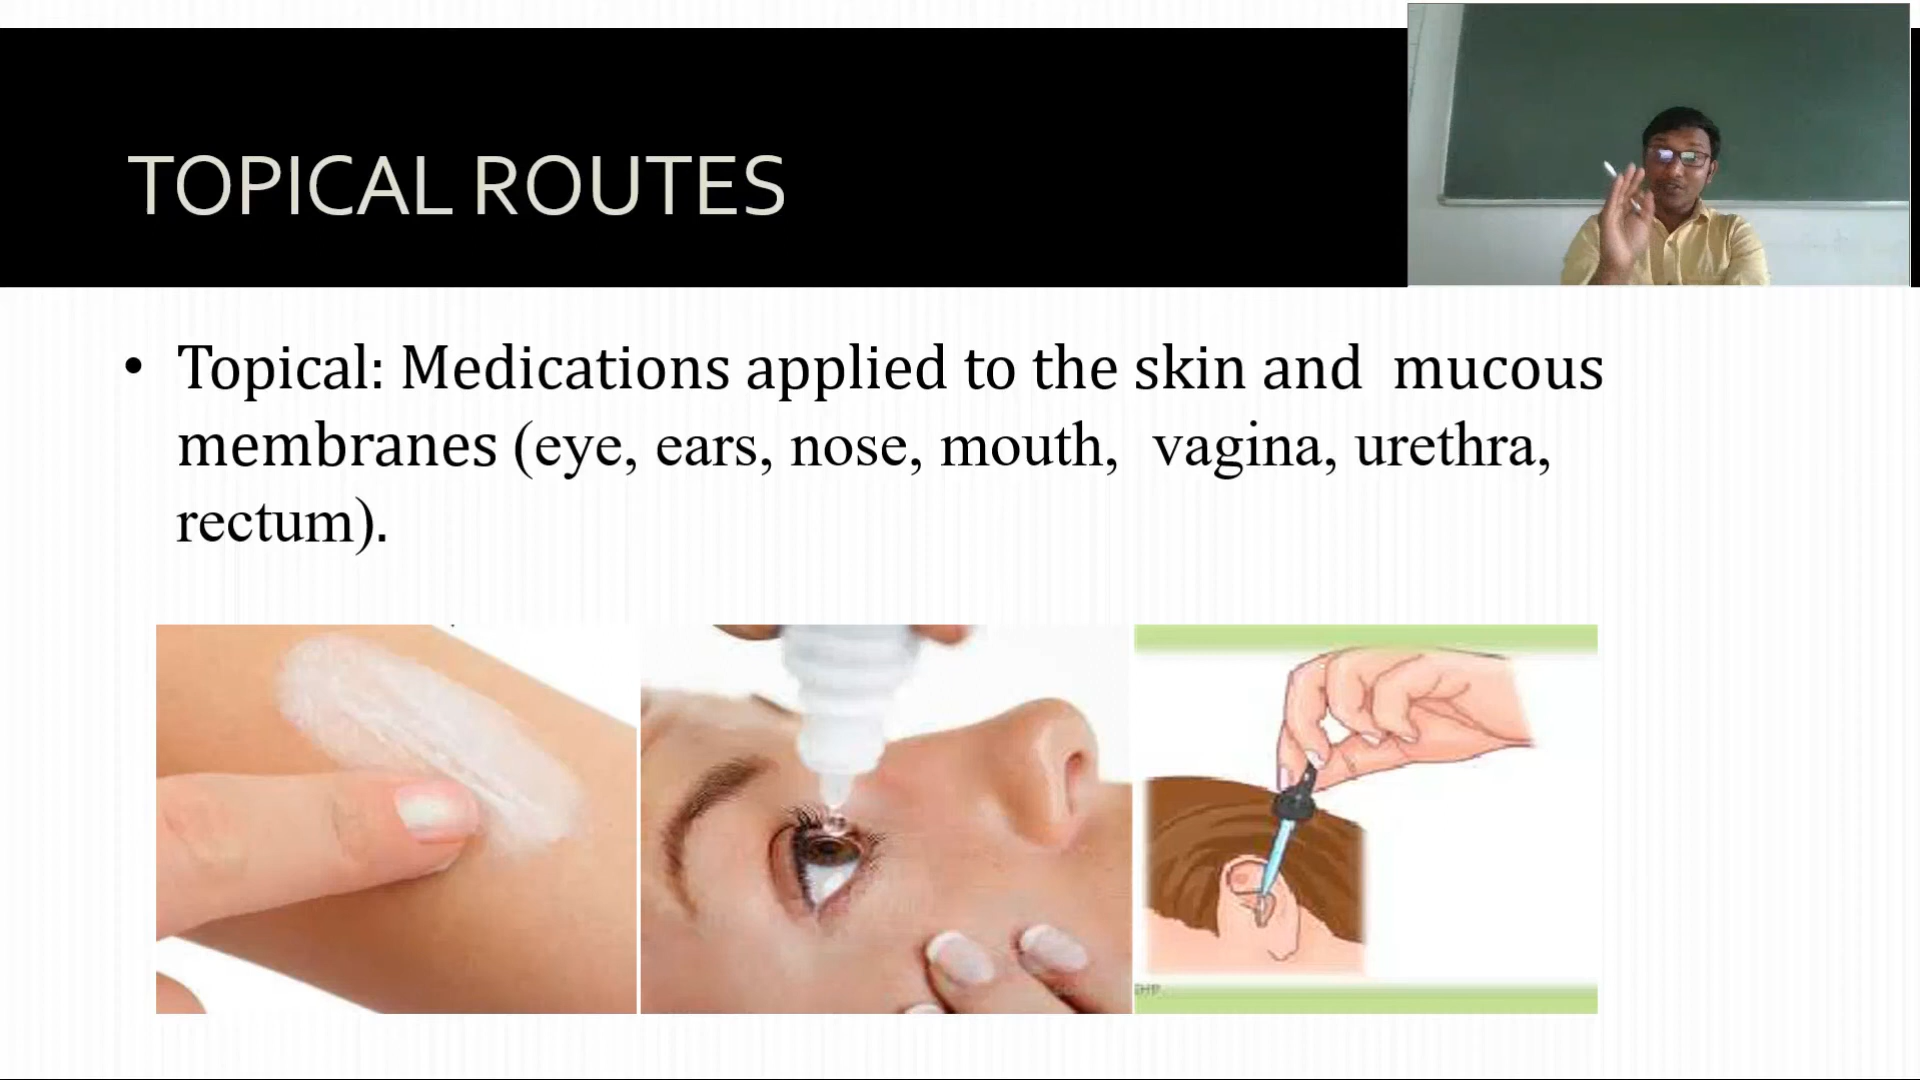 TOPICAL ROUTES
• Topical: Medications applied to the skin and mucous
membranes (eye, ears, nose, mouth, vagina, urethra,
rectum).